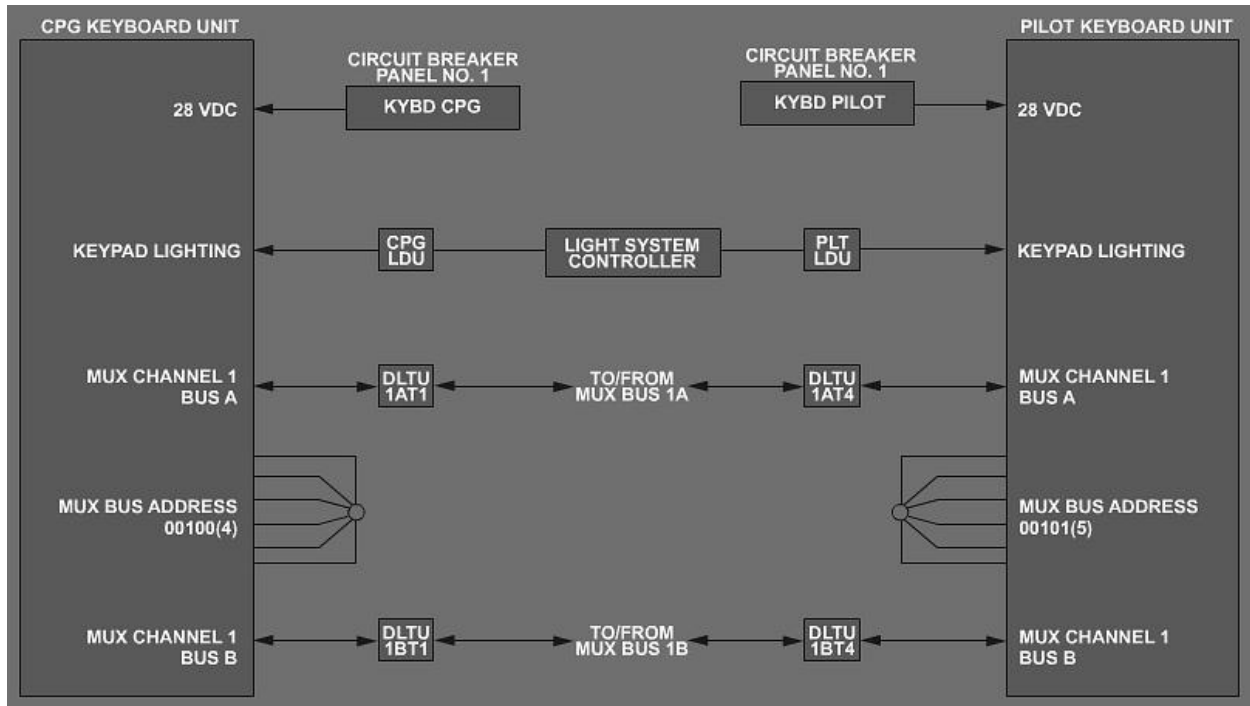 CPG KEYBOARD UNIT
PILOT KEYBOARD UNIT
CIRCUIT BREAKER
PANEL NO. 1
CIRCUIT BREAKER
PANEL NO. 1
28 VDC
KYBD CPG
KYBD PILOT
28 VDC
KEYPAD LIGHTING
CPG
LDU
LIGHT SYSTEM
CONTROLLER
PLT
LDU
KEYPAD LIGHTING
MUX CHANNEL 1
BUS A
DLTU
1AT1
TO/FROM
MUX BUS 1A
DLTU
1AT4
MUX CHANNEL 1
BUS A
MUX BUS ADDRESS
00100(4)
MUX BUS ADDRESS
00101(5)
MUX CHANNEL 1
BUS B
DLTU
1BT1
TO/FROM
MUX BUS 1B
DLTU
1BT4
MUX CHANNEL 1
BUS B